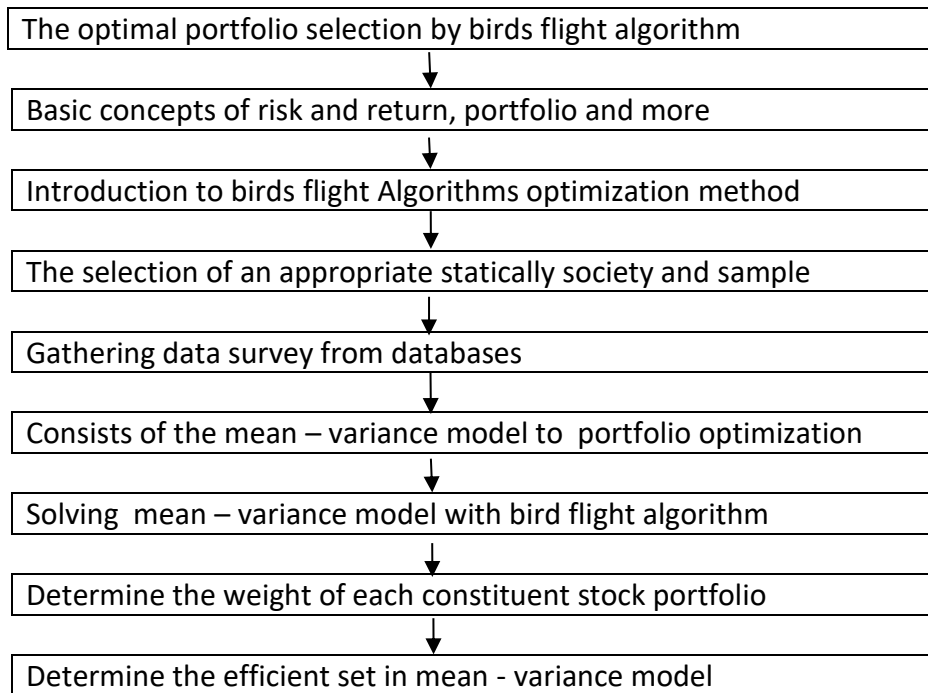 The optimal portfolio selection by birds flight algorithm
Basic concepts of risk and return, portfolio and more
Introduction to birds flight Algorithms optimization method
The selection of an appropriate statically society and sample
Gathering data survey from databases
Consists of the mean – variance model to portfolio optimization
Solving mean – variance model with bird flight algorithm
Determine the weight of each constituent stock portfolio
Determine the efficient set in mean - variance model